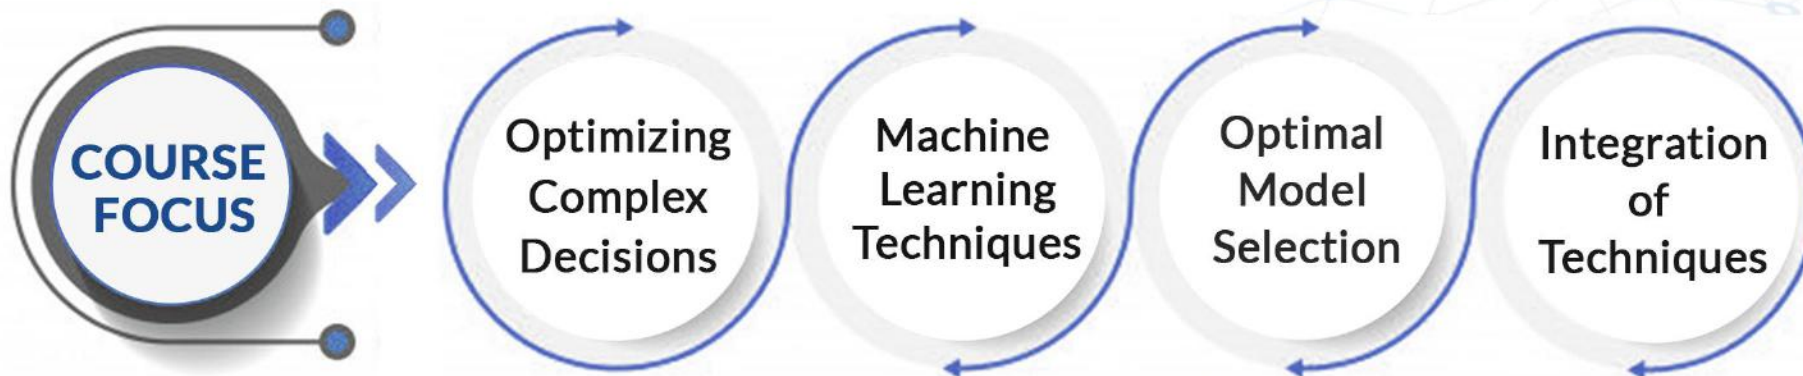 COURSE
FOCUS
Optimizing
Complex
Decisions
Machine
Learning
Techniques
Optimal
Model
Selection
Integration
of
Techniques